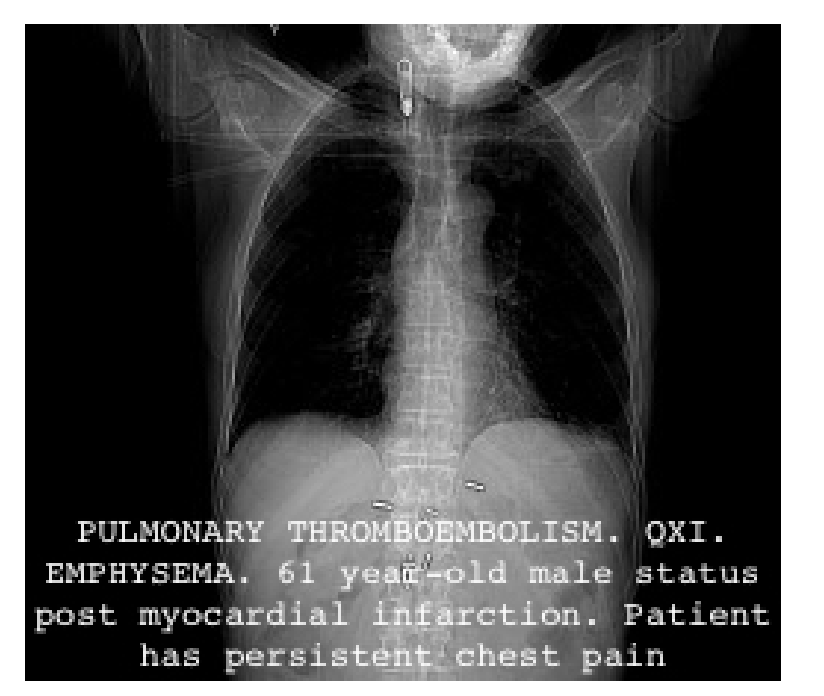 PULMONARY THROMBOEMBOLISM. QXI.
EMPHYSEMA. 61 year-old male status
post myocardial infarction. Patient
has persistent chest pain